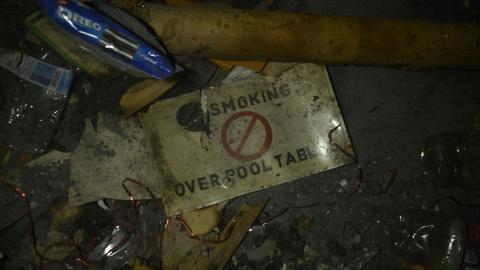 OREO
SMOKING
OVER POOL TABL